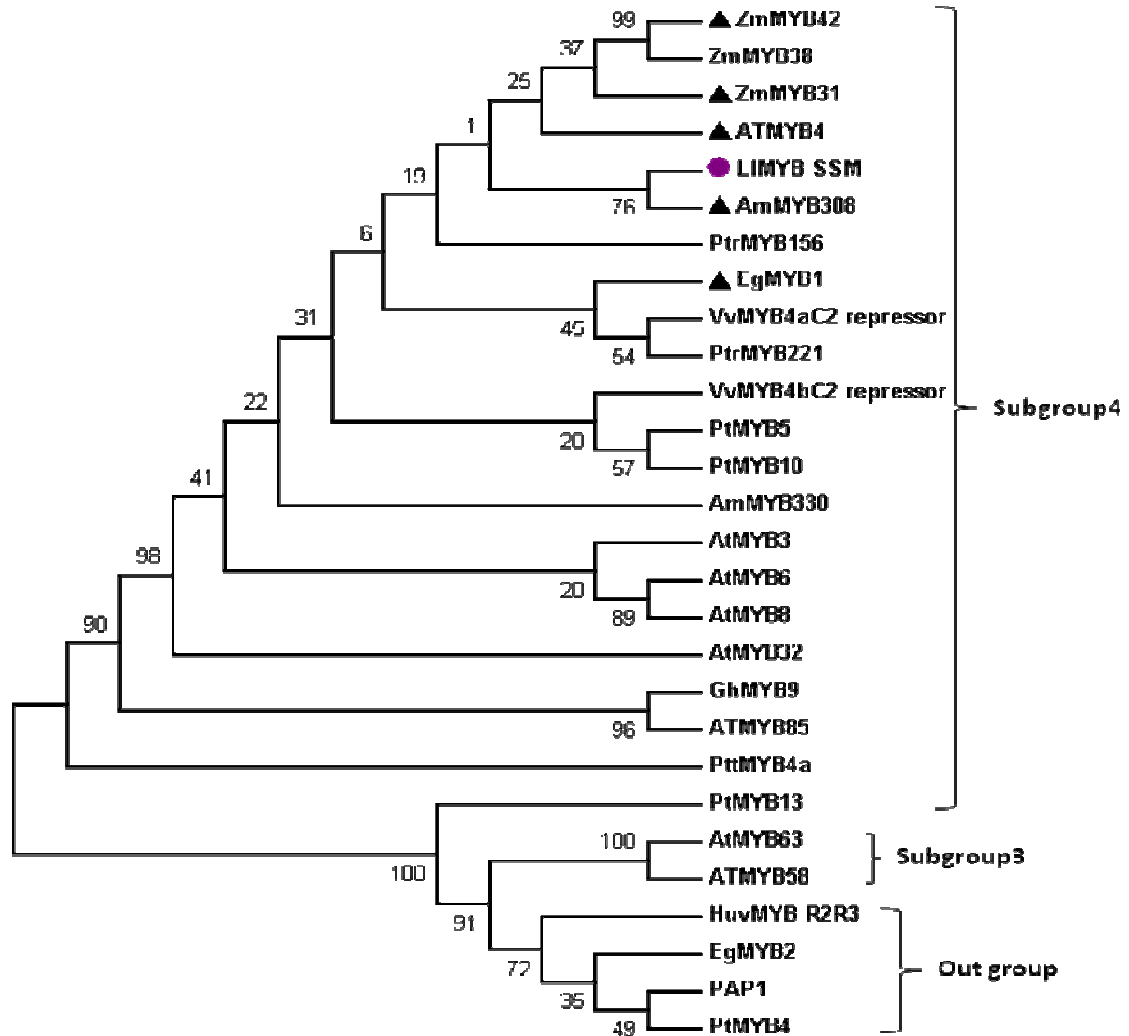 99
ZmMYB42
37
ZmMYB38
25
ZmMYB31
1
ATMYB4
LlMYB SSM
19
76
AmMYB308
6
PtrMYB156
EgMYB1
31
45
VvMYB4aC2 repressor
54
PtrMYB221
22
VvMYB4bC2 repressor
Subgroup4
20
PtMYB5
57
PtMYB10
41
AmMYB330
98
AtMYB3
20
AtMYB6
89
AtMYB8
90
AtMYB32
GhMYB9
96
ATMYB85
PttMYB4a
PtMYB13
100
AtMYB63
Subgroup3
100
ATMYB58
91
HuvMYB R2R3
72
EgMYB2
Out group
35
PAP1
49
PtMYB4